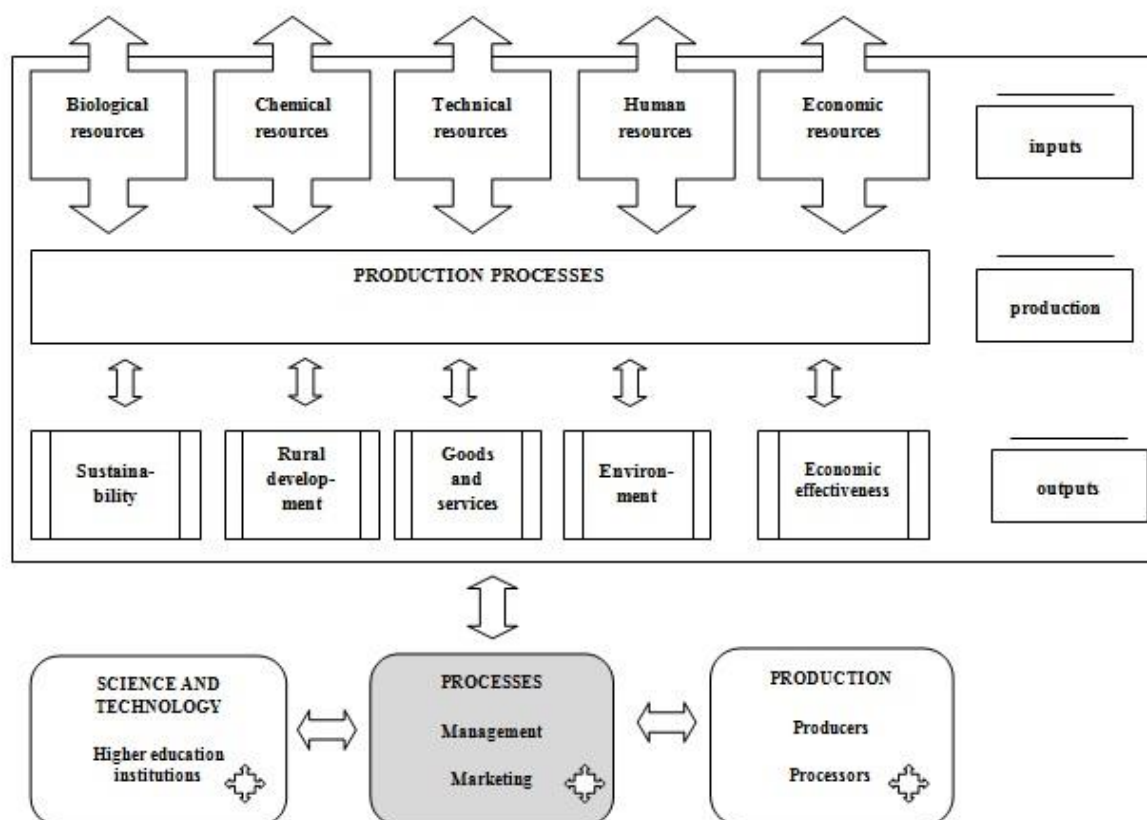 Biological
resources
Chemical
resources
Technical
resources
Human
resources
Economic
resources
inputs
PRODUCTION PROCESSES
production
Sustaina-
bility
Rural
develop-
ment
Goods
and
services
Environ-
ment
Economic
effectiveness
outputs
SCIENCE AND
TECHNOLOGY
Higher education
institutions
PROCESSES
Management
Marketing
PRODUCTION
Producers
Processors